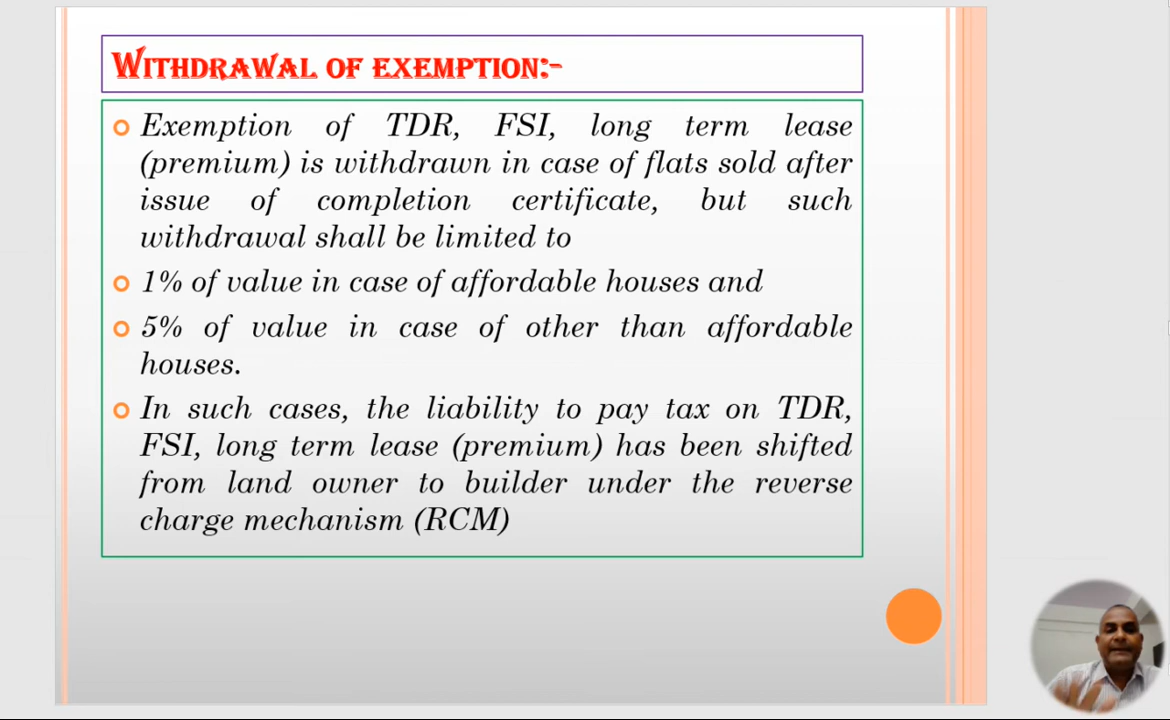 WITHDRAWAL OF EXEMPTION:-
Exemption of TDR, FSI, long term lease
(premium) is withdrawn in case of flats sold after
issue of completion certificate, but such
withdrawal shall be limited to
1% of value in case of affordable houses and
5% of value in case of other than affordable
houses.
In such cases, the liability to pay tax on TDR,
FSI, long term lease (premium) has been shifted
from land owner to builder under the reverse
charge mechanism (RCM)